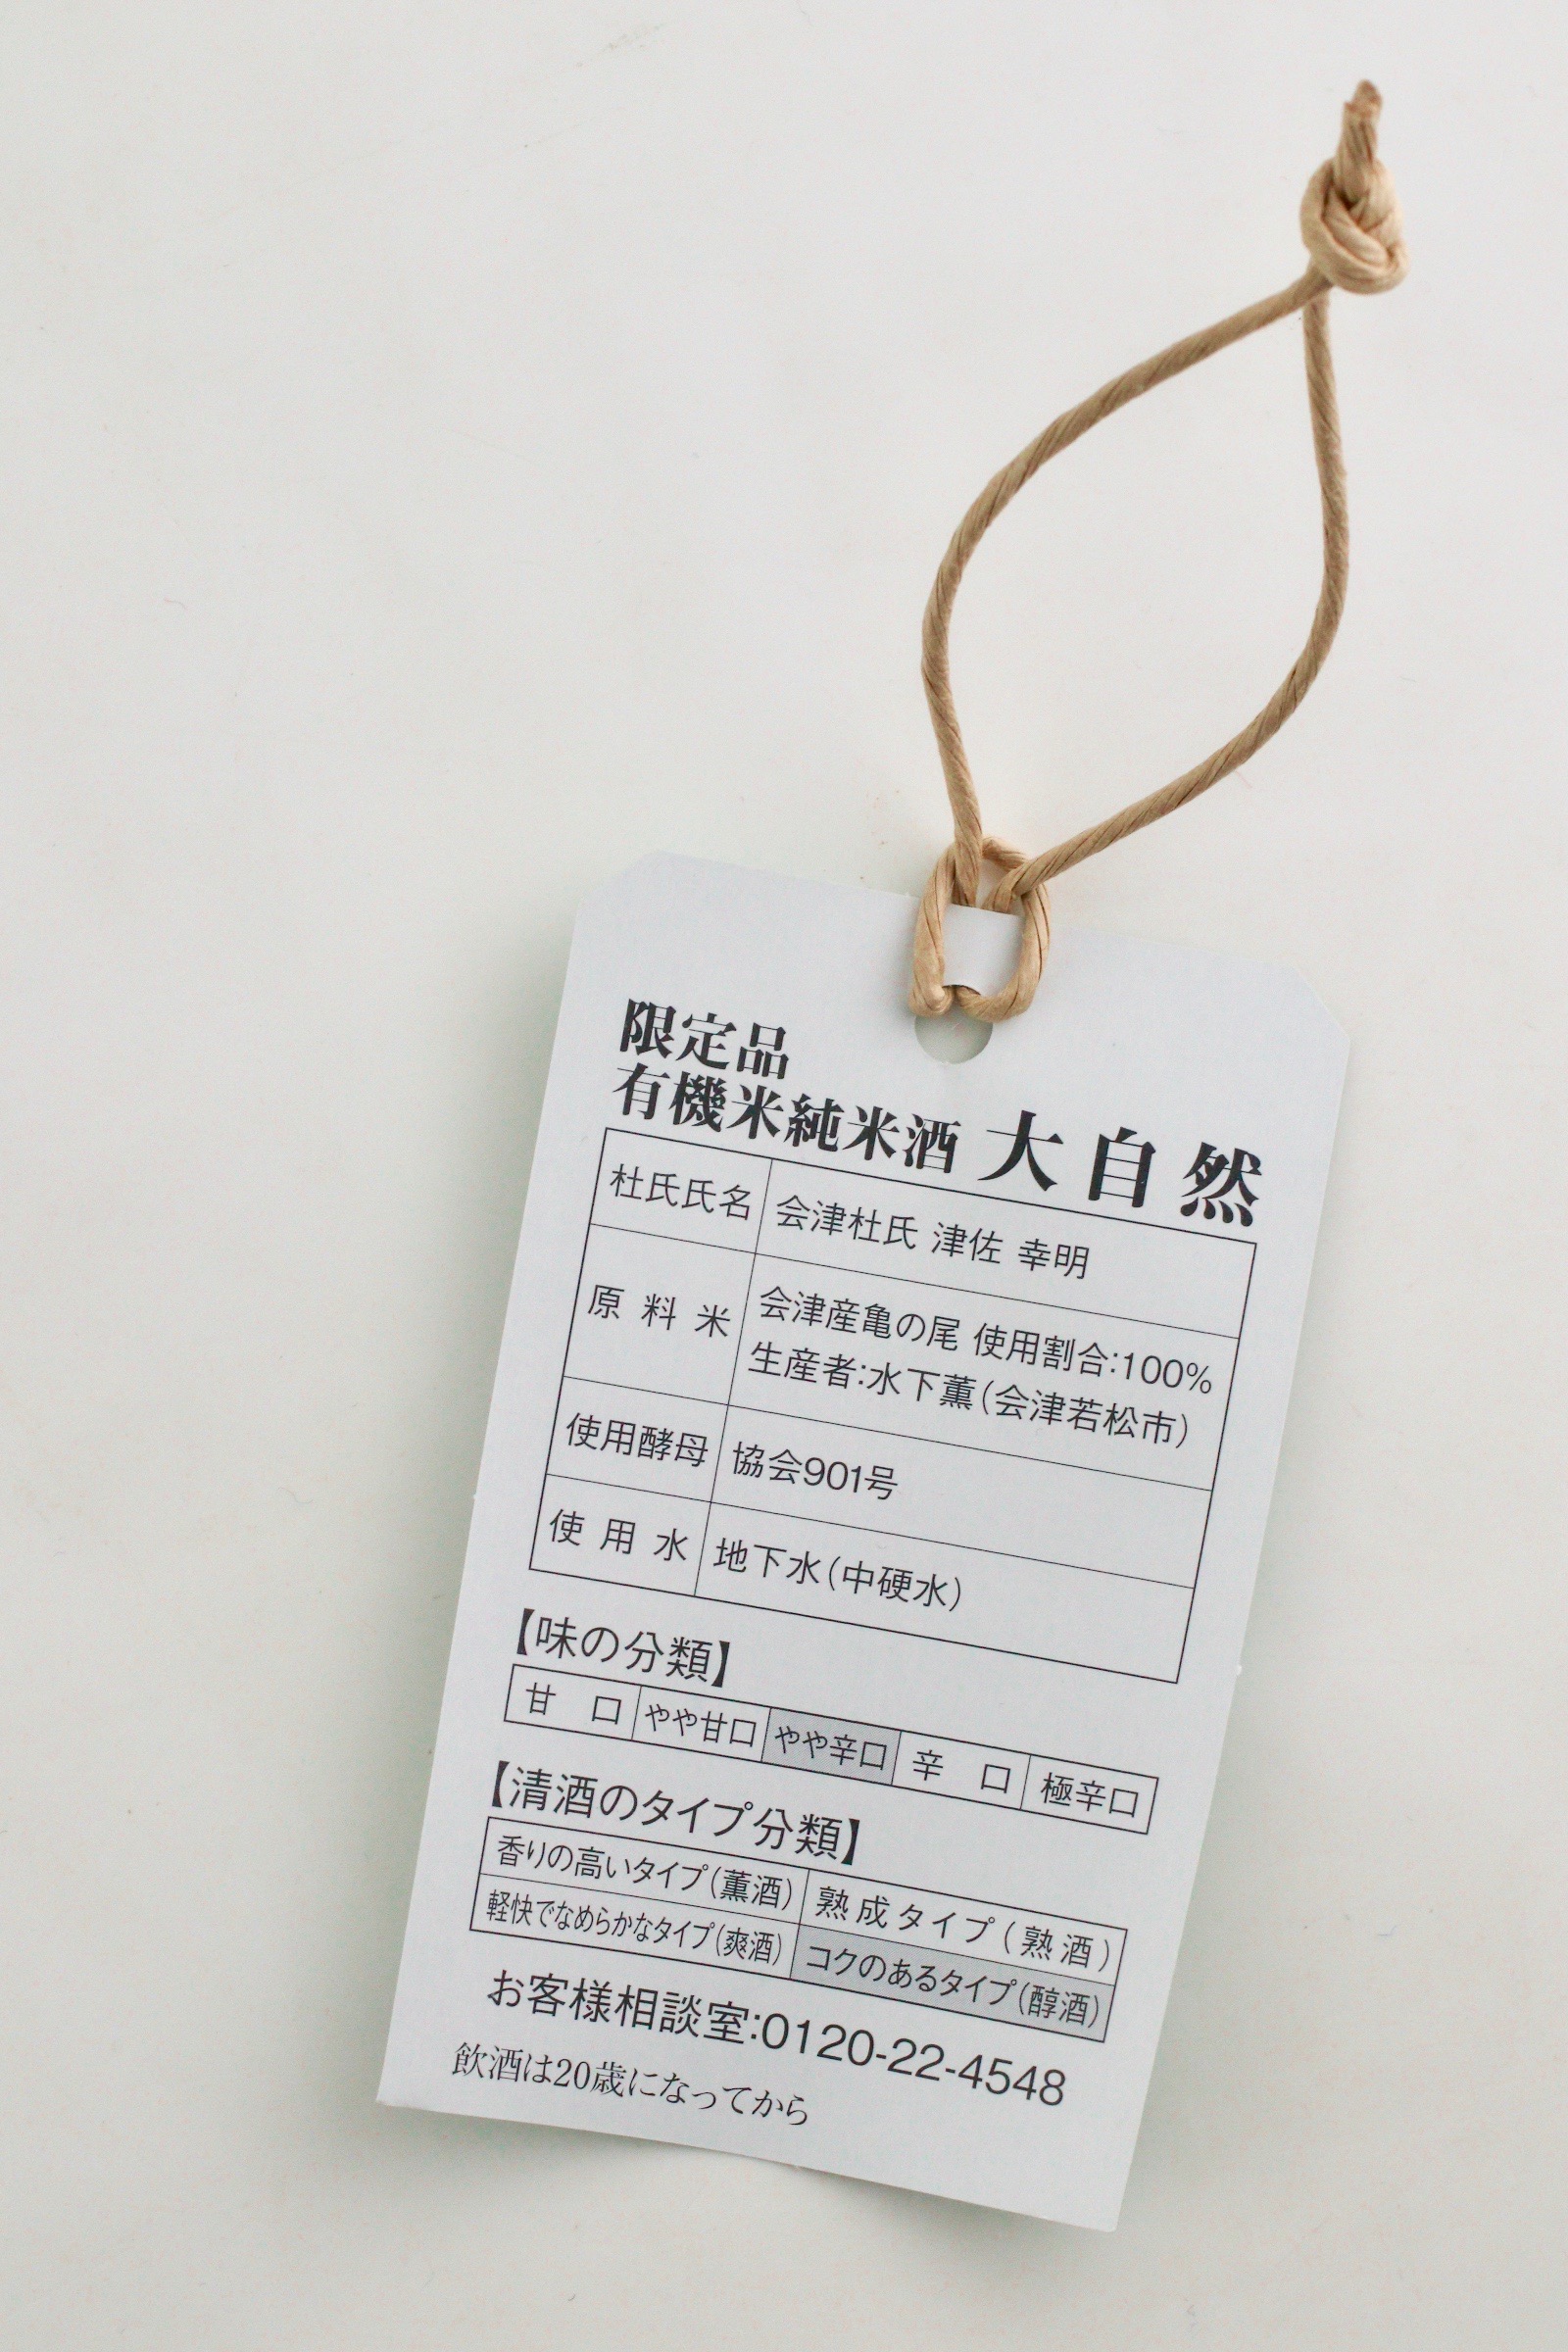 限定品
有機米純米酒 大自然
杜氏氏名 会津杜氏 津佐 幸明
原料米 会津産亀の尾 使用割合:100%
生産者:水下薫(会津若松市)
使用酵母 協会901号
使用水 地下水(中硬水)
【味の分類】
甘口 やや甘口 やや辛口 辛口 極辛口
【清酒のタイプ分類】
香りの高いタイプ(薫酒) 熟成タイプ(熟酒)
軽快でなめらかなタイプ(爽酒) コクのあるタイプ(醇酒)
お客様相談室:0120-22-4548
飲酒は20歳になってから